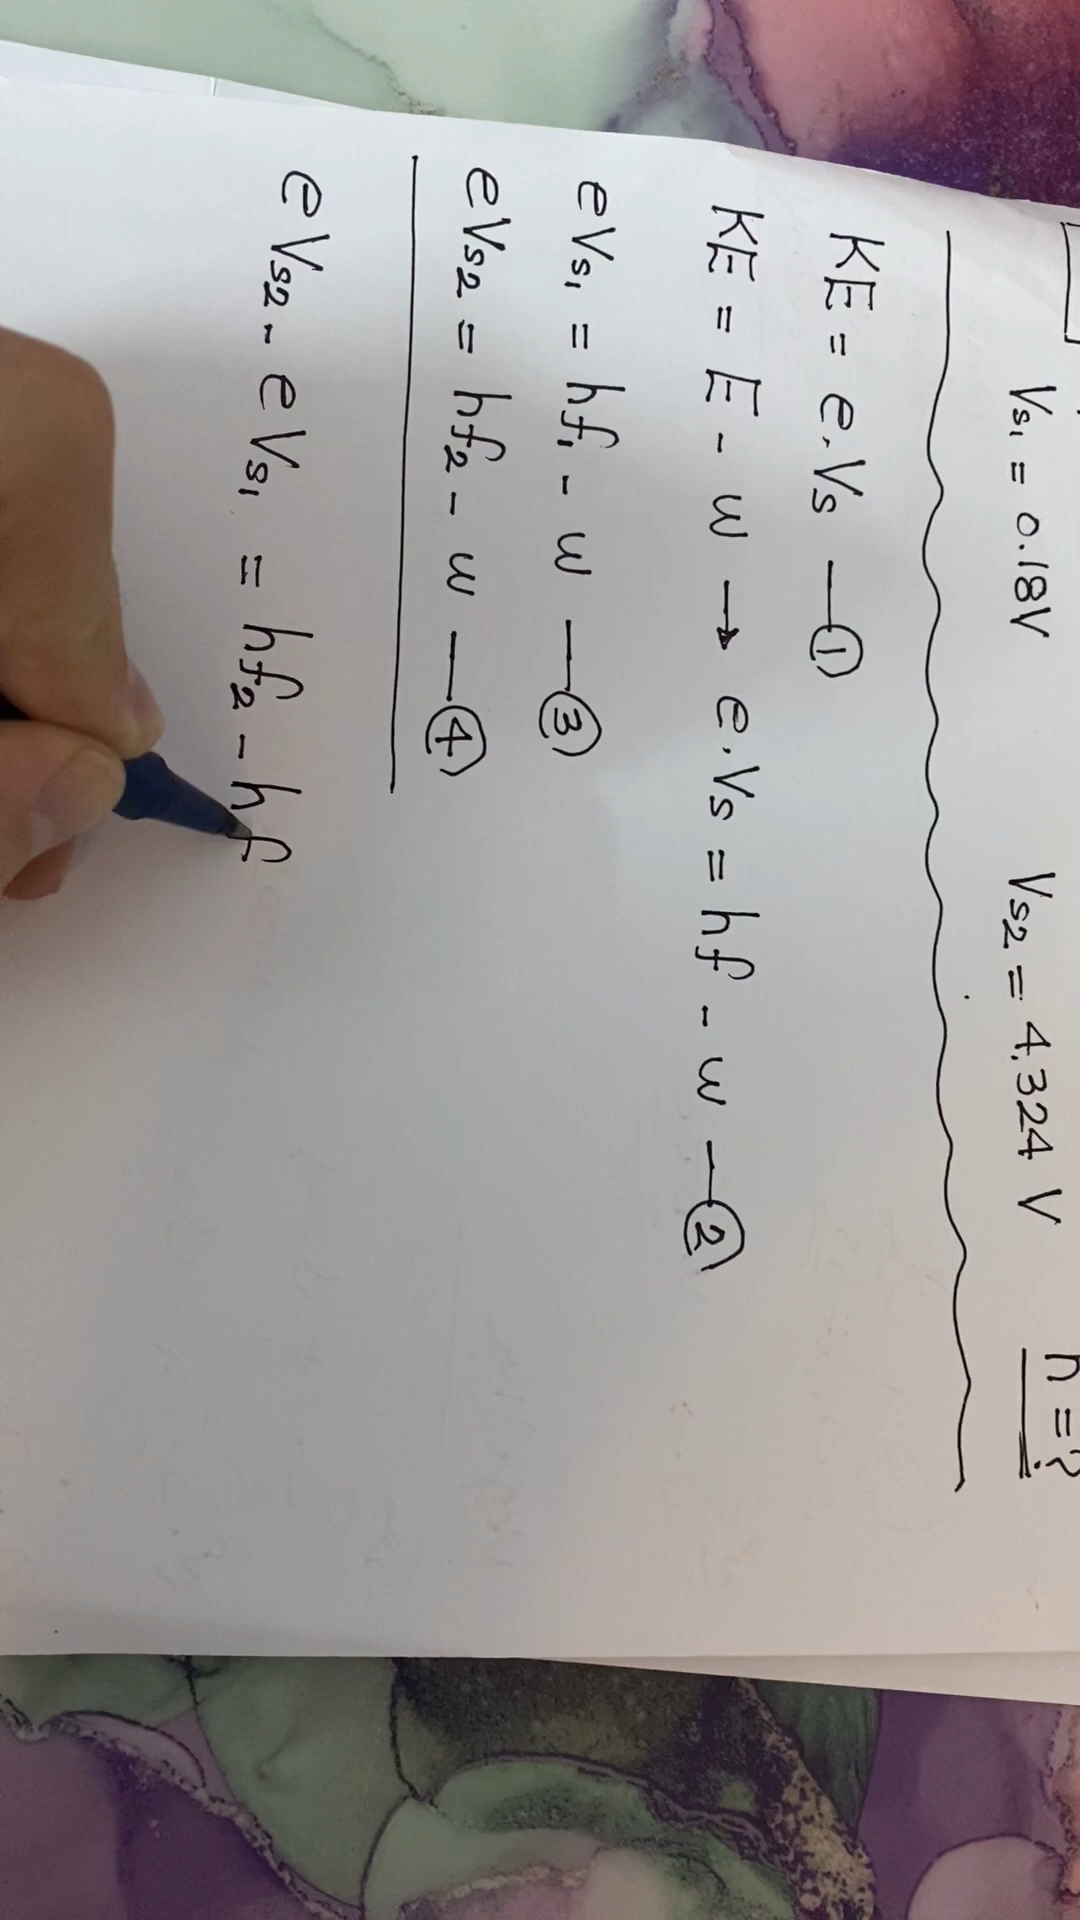 Vs1 = 0.18V Vs2 = 4.324 V h = ?
KE = e.Vs —①
KE = E - w → e.Vs = hf - w —②
eVs1 = hf1 - w —③
eVs2 = hf2 - w —④
eVs2 - eVs1 = hf2 - hf